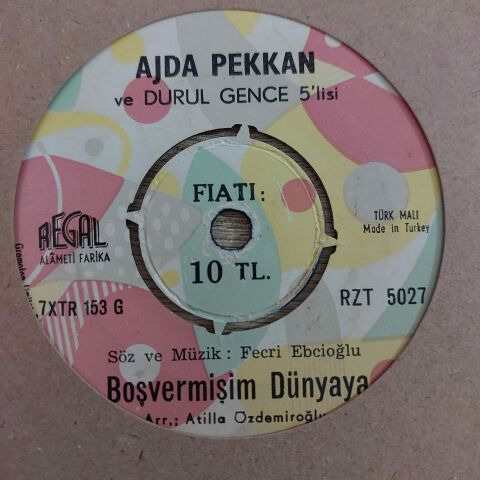 AJDA PEKKAN
ve DURUL GENCE 5'lisi
FIATI:
10 TL.
REGAL
ALÂMETİ FARİKA
TÜRK MALI
Made in Turkey
7XTR 153 G
RZT 5027
Söz ve Müzik: Fecri Ebcioğlu
Boşvermişim Dünyaya
Arr.: Atilla Özdemiroğlu
Gramofon